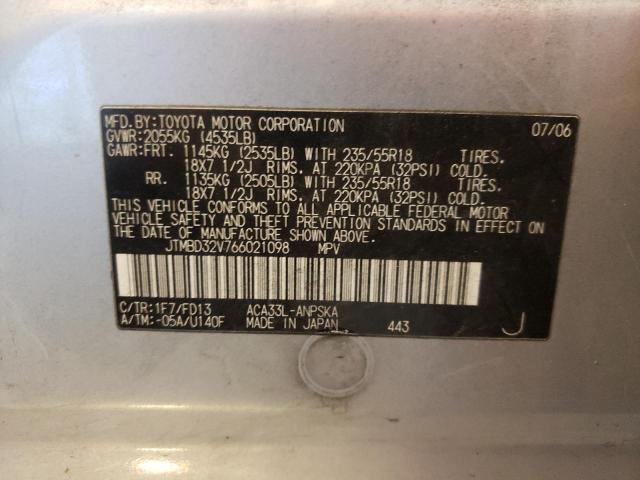 MFD.BY:TOYOTA MOTOR CORPORATION 07/06
GVWR:2055KG (4535LB)
GAWR:FRT. 1145KG (2535LB) WITH 235/55R18 TIRES.
18X7 1/2J RIMS. AT 220KPA (32PSI) COLD.
RR. 1135KG (2505LB) WITH 235/55R18 TIRES.
18X7 1/2J RIMS. AT 220KPA (32PSI) COLD.
THIS VEHICLE CONFORMS TO ALL APPLICABLE FEDERAL MOTOR
VEHICLE SAFETY AND THEFT PREVENTION STANDARDS IN EFFECT ON
THE DATE OF MANUFACTURE SHOWN ABOVE.
JTMBD32V766021098 MPV
C/TR:1F7/FD13 ACA33L-ANPSKA
A/TM:-05A/U140F MADE IN JAPAN 443 J